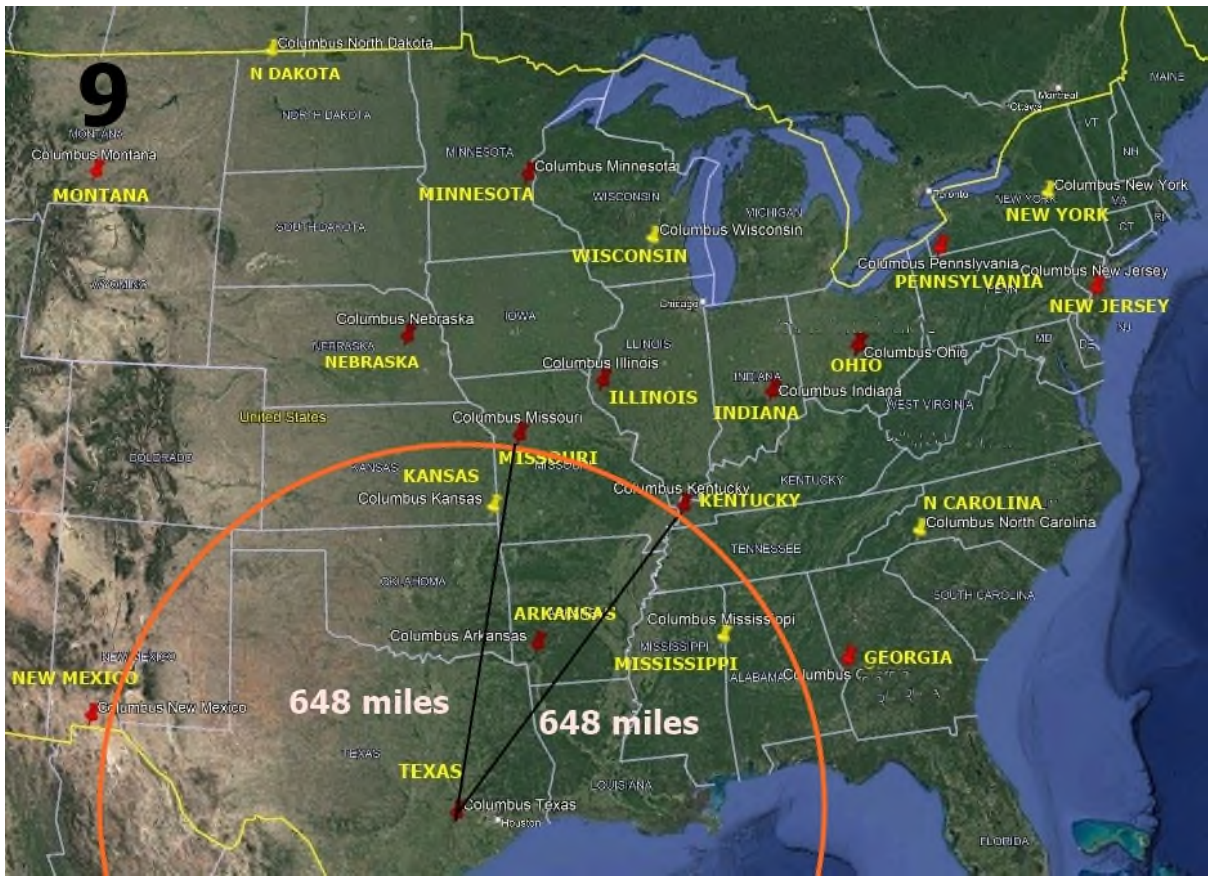 Columbus North Dakota
N DAKOTA
9
NORTH DAKOTA
MAINE
Montreal
Ottawa
MONTANA
Columbus Montana
MONTANA
MINNESOTA
Columbus Minnesota
MINNESOTA
VT
NH
WISCONSIN
Toronto
NEW YORK
Columbus New York
NEW YORK
MA
CT
RI
MICHIGAN
SOUTH DAKOTA
Columbus Wisconsin
WISCONSIN
Columbus Pennslyvania
PENNSYLVANIA
PENN
Columbus New Jersey
NEW JERSEY
NJ
WYOMING
Chicago
IOWA
Columbus Nebraska
NEBRASKA
NEBRASKA
ILLINOIS
Columbus Illinois
ILLINOIS
MD
DE
Columbus Ohio
OHIO
INDIANA
Columbus Indiana
INDIANA
WEST VIRGINIA
United States
Columbus Missouri
MISSOURI
MISSOURI
COLORADO
KANSAS
KANSAS
Columbus Kansas
Columbus Kentucky
KENTUCKY
KENTUCKY
N CAROLINA
Columbus North Carolina
TENNESSEE
OKLAHOMA
SOUTH CAROLINA
ARKANSAS
Columbus Arkansas
Columbus Mississippi
MISSISSIPPI
MISSISSIPPI
ALABAMA
Columbus
GEORGIA
NEW MEXICO
NEW MEXICO
Columbus New Mexico
648 miles
648 miles
TEXAS
TEXAS
Columbus Texas
Houston
LOUISIANA
FLORIDA